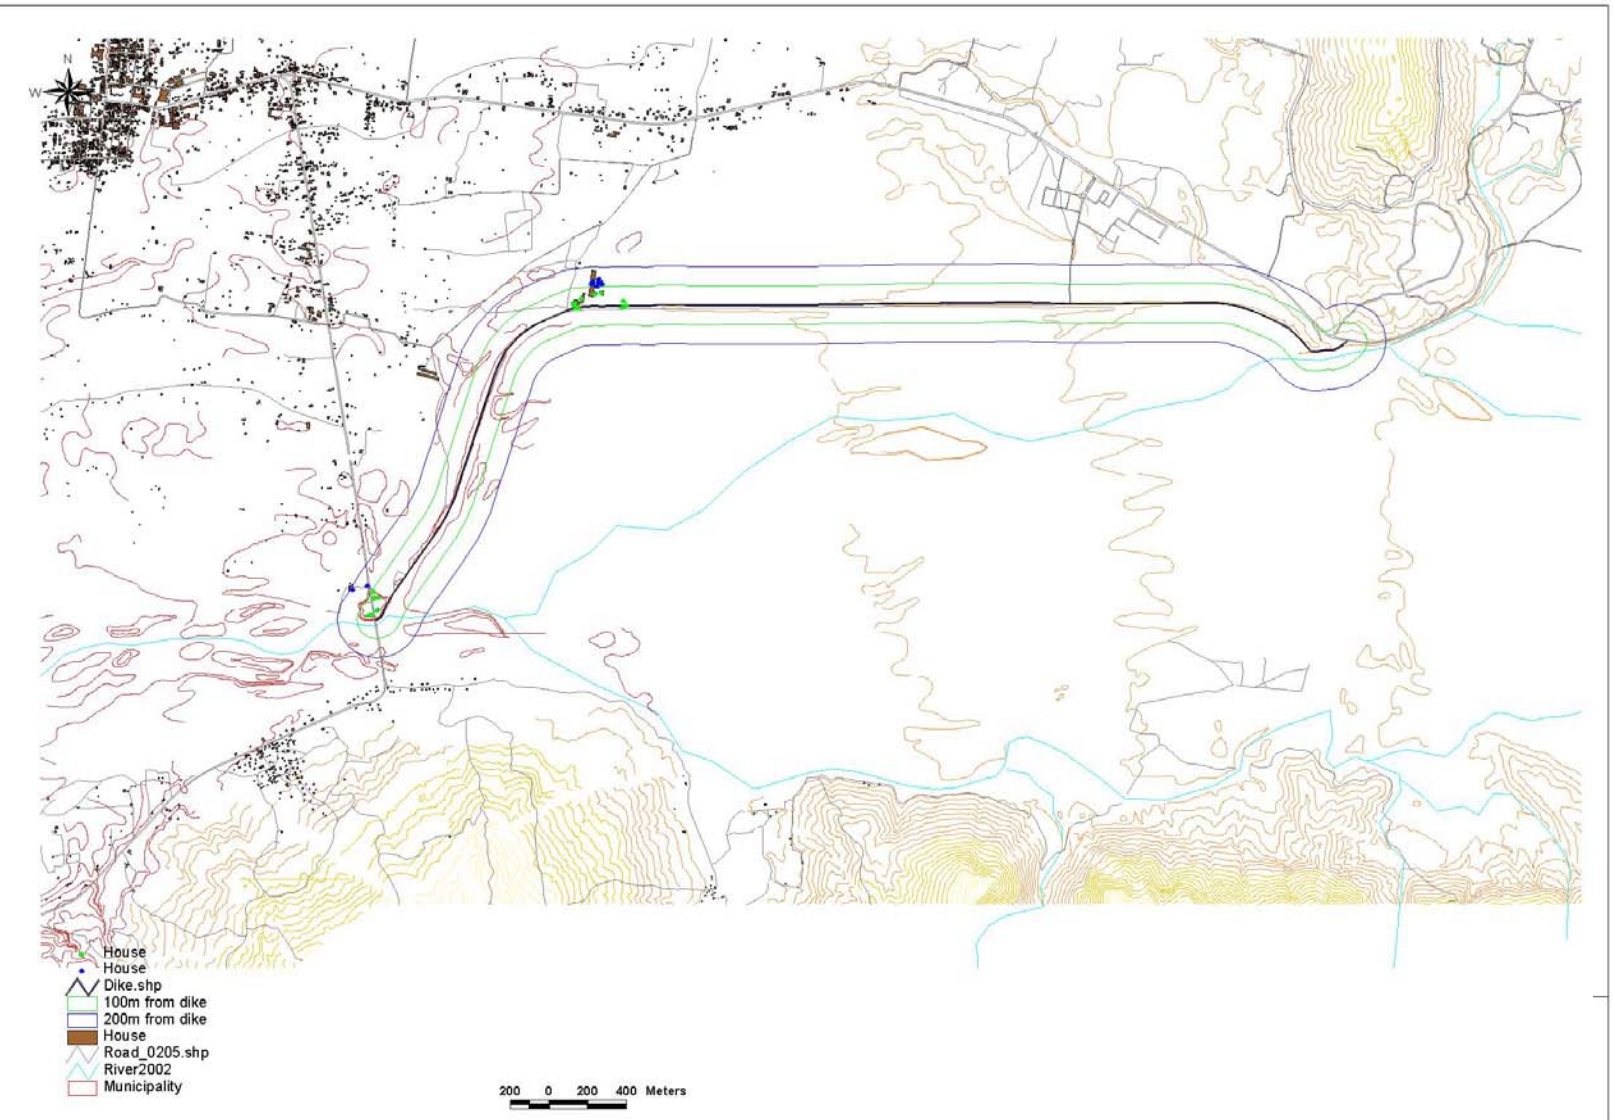 N
W
House
House
Dike.shp
100m from dike
200m from dike
House
Road_0205.shp
River2002
Municipality
200 0 200 400 Meters